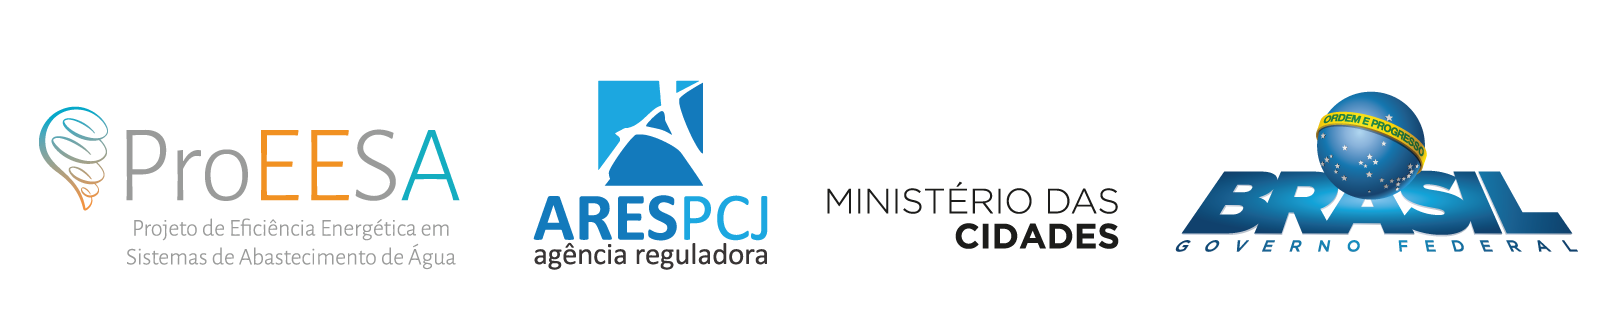 ProEESA
Projeto de Eficiência Energética em
Sistemas de Abastecimento de Água
ARESPCJ
agência reguladora
MINISTÉRIO DAS
CIDADES
ORDEM E PROGRESSO
BRASIL
GOVERNO FEDERAL